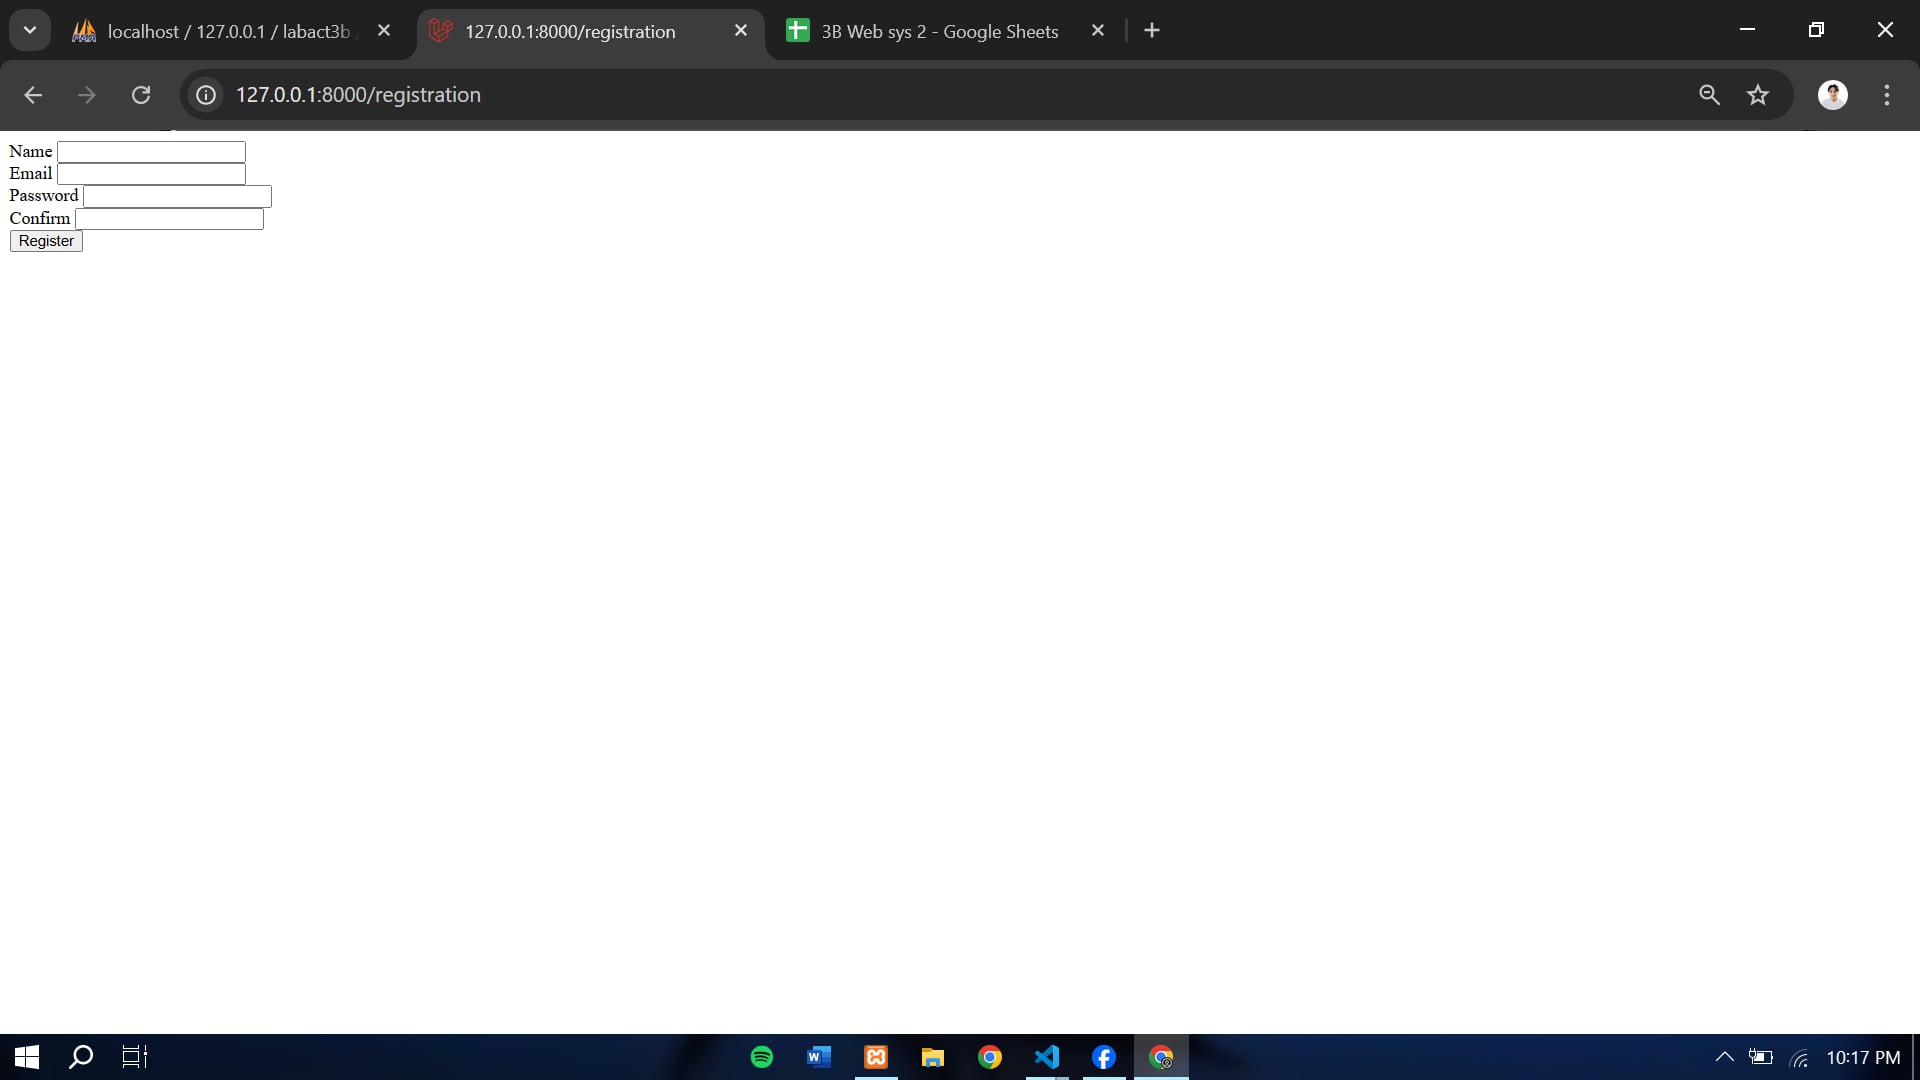 localhost / 127.0.0.1 / labact3b
127.0.0.1:8000/registration
3B Web sys 2 - Google Sheets
127.0.0.1:8000/registration
Name
Email
Password
Confirm
Register
10:17 PM